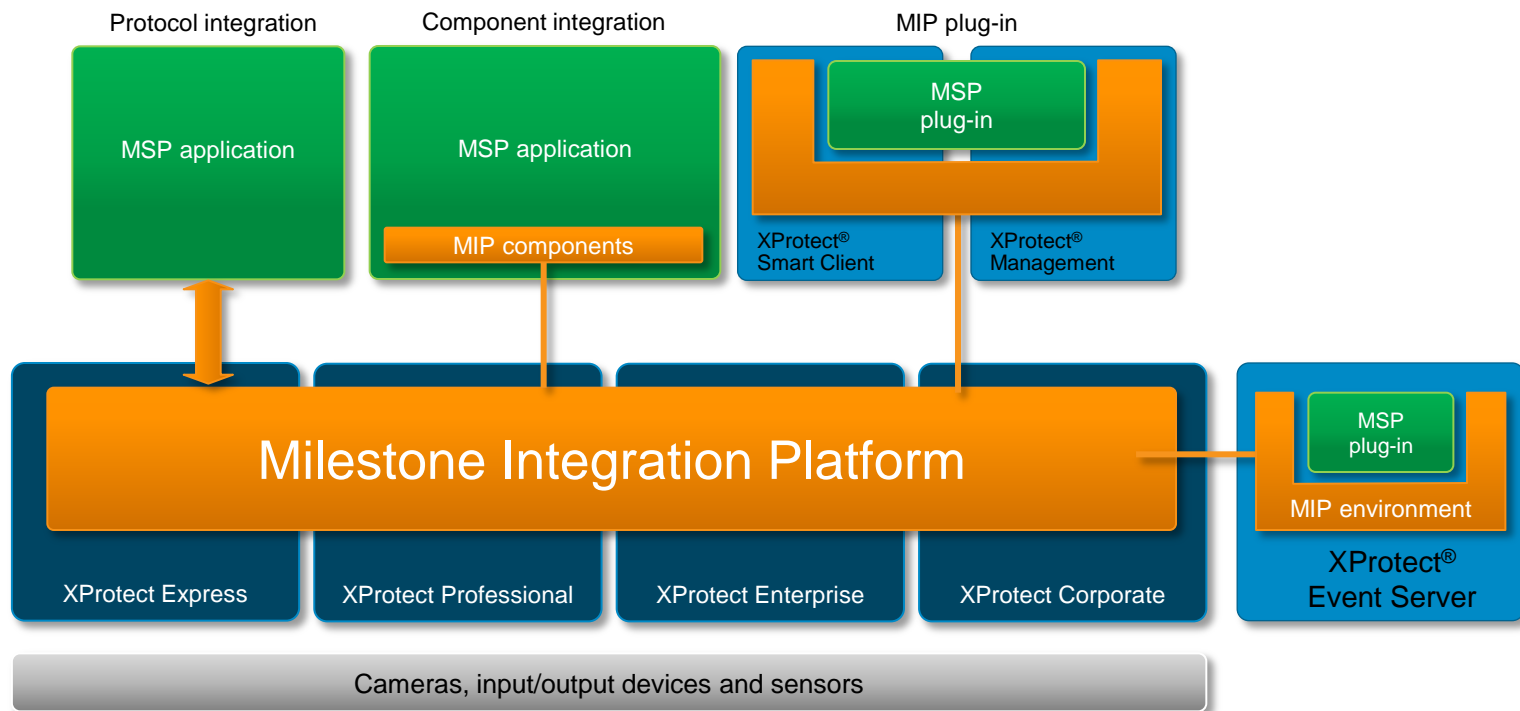 Protocol integration
Component integration
MIP plug-in
MSP application
MSP application
MIP components
MSP
plug-in
XProtect®
Smart Client
XProtect®
Management
Milestone Integration Platform
XProtect Express
XProtect Professional
XProtect Enterprise
XProtect Corporate
MSP
plug-in
MIP environment
XProtect®
Event Server
Cameras, input/output devices and sensors